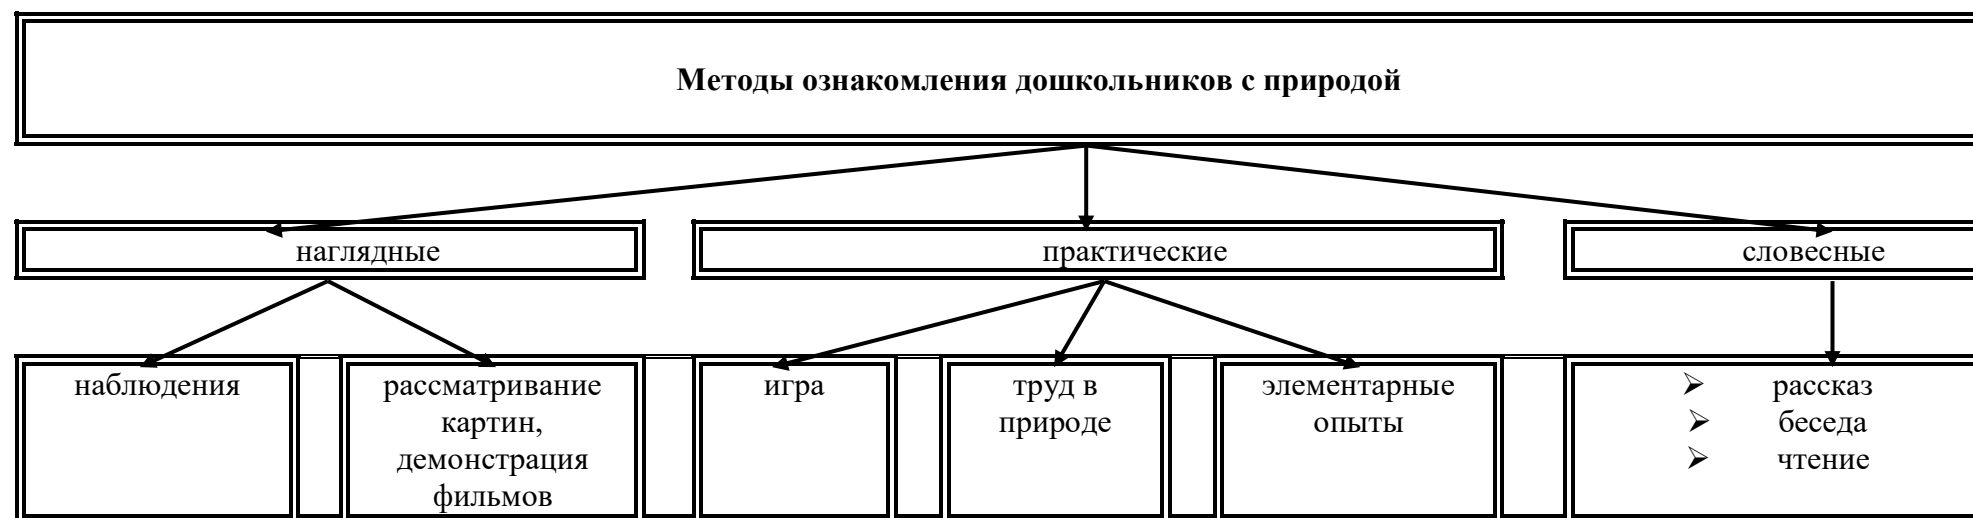 Методы ознакомления дошкольников с природой
наглядные
практические
словесные
наблюдения
рассматривание
картин,
демонстрация
фильмов
игра
труд в
природе
элементарные
опыты
➢ рассказ
➢ беседа
➢ чтение